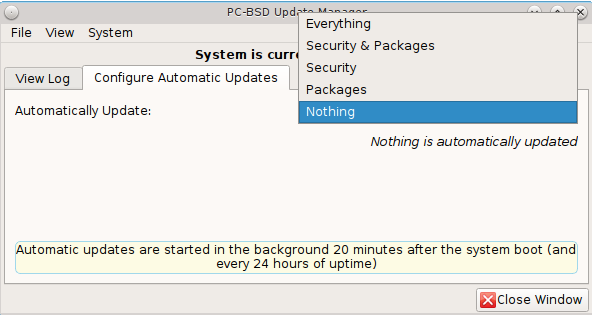 PC-BSD Update Manager
File View System
System is curre
View Log
Configure Automatic Updates
Automatically Update:
Everything
Security & Packages
Security
Packages
Nothing
Nothing is automatically updated
Automatic updates are started in the background 20 minutes after the system boot (and
every 24 hours of uptime)
Close Window